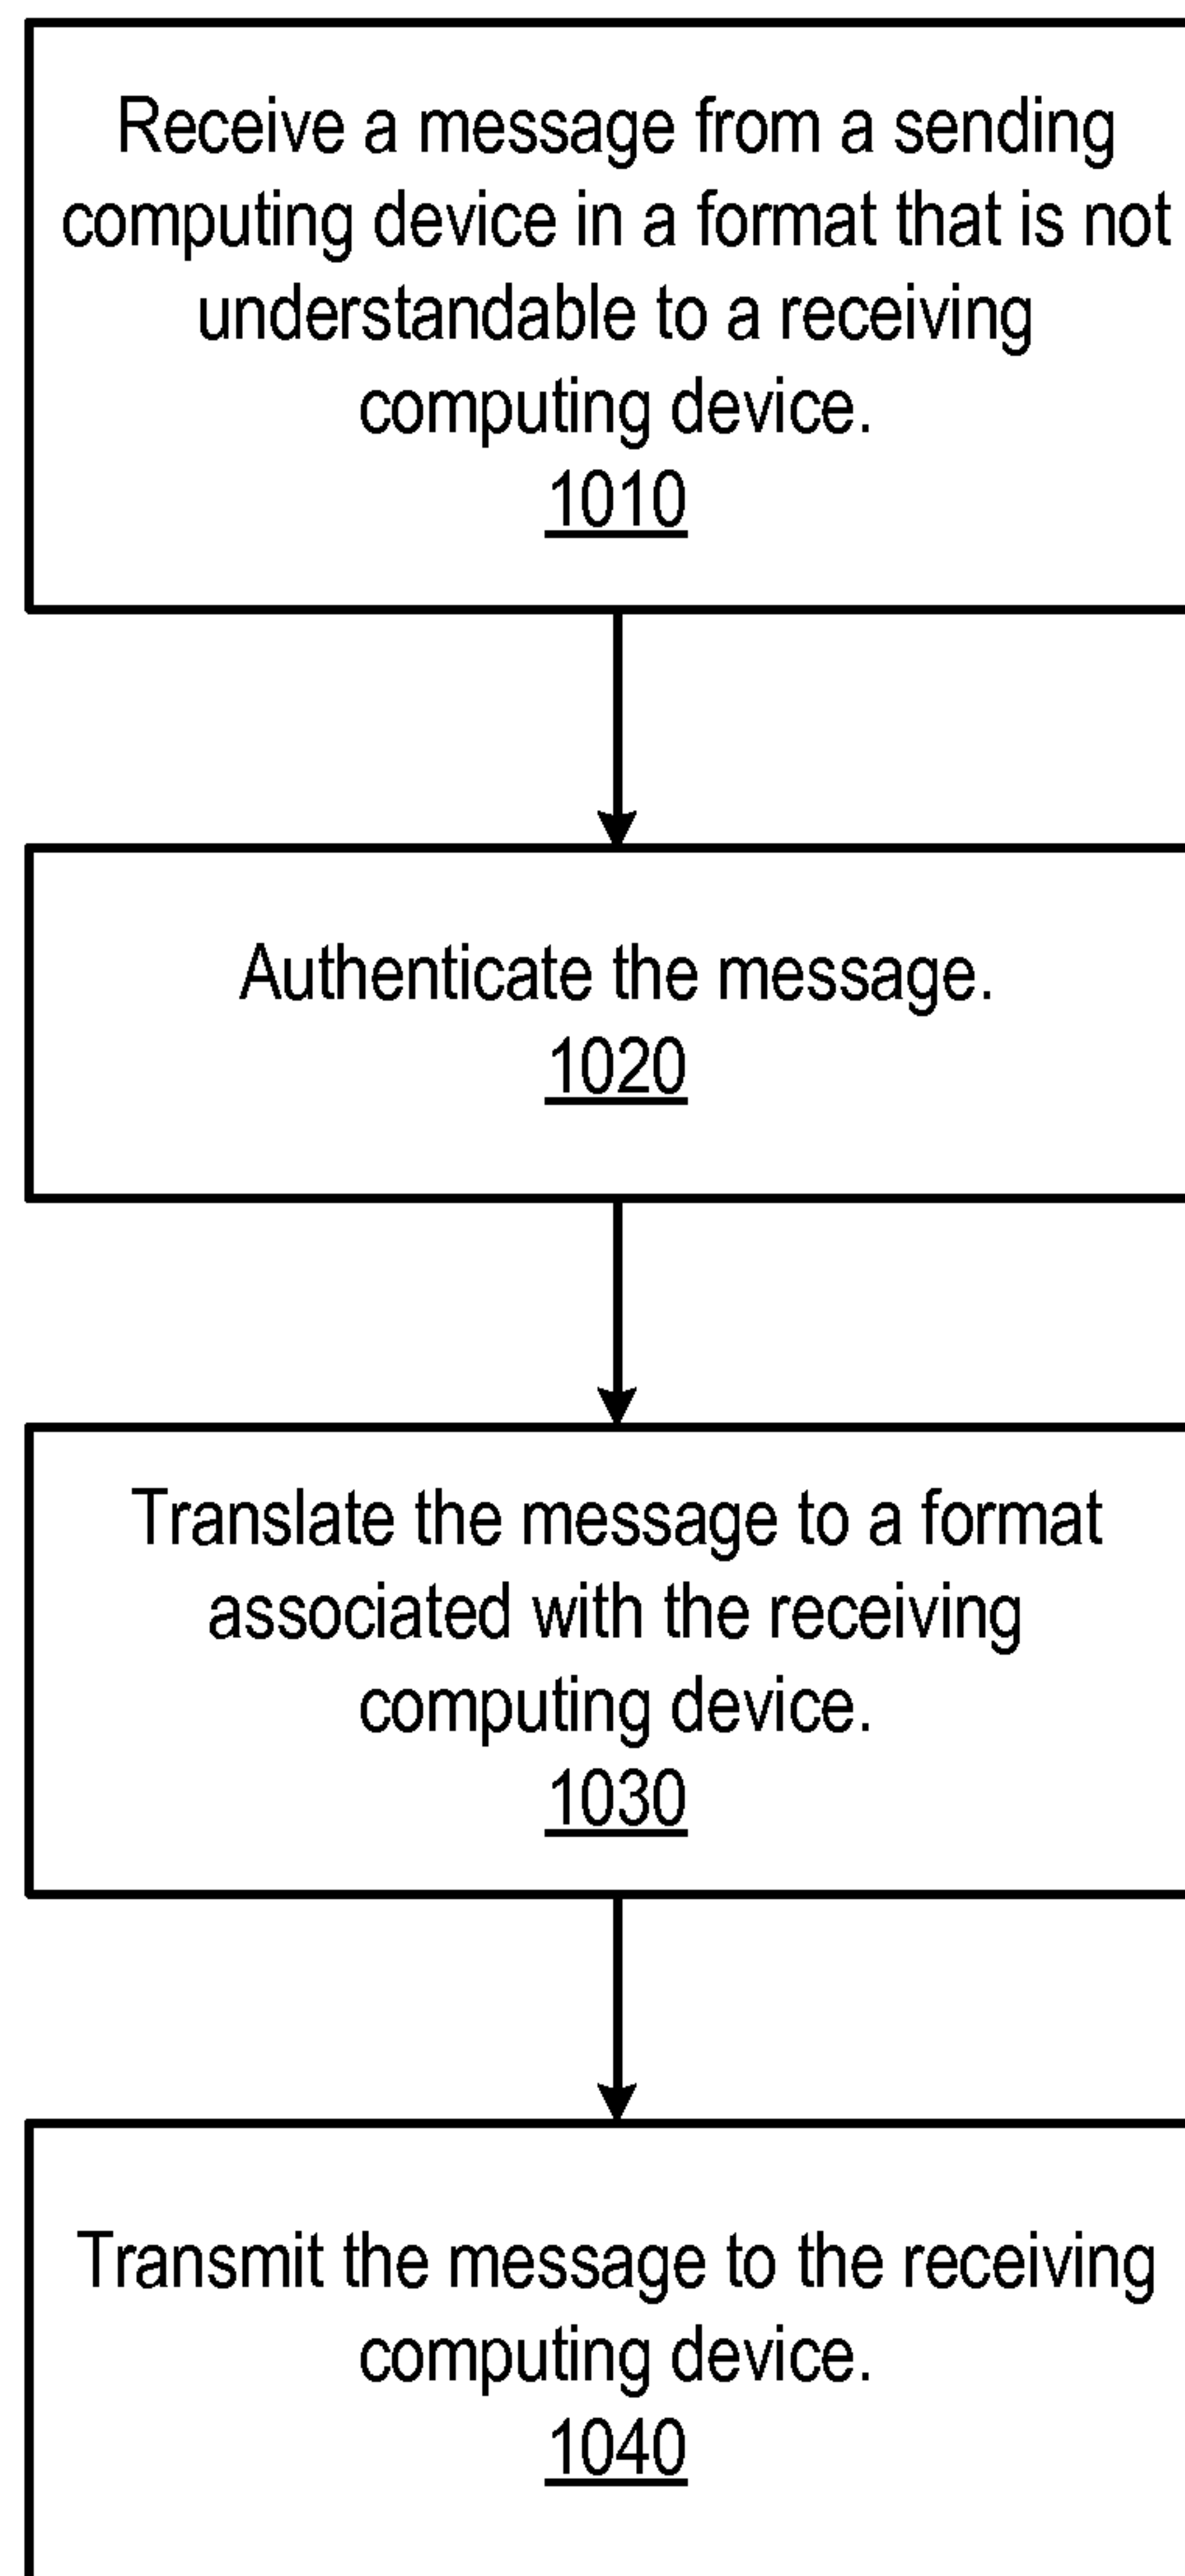 Receive a message from a sending
computing device in a format that is not
understandable to a receiving
computing device.
1010
Authenticate the message.
1020
Translate the message to a format
associated with the receiving
computing device.
1030
Transmit the message to the receiving
computing device.
1040